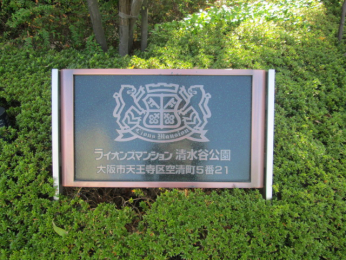 Lions Mansion
ライオンズマンション 清水谷公園
大阪市天王寺区空清町5番21